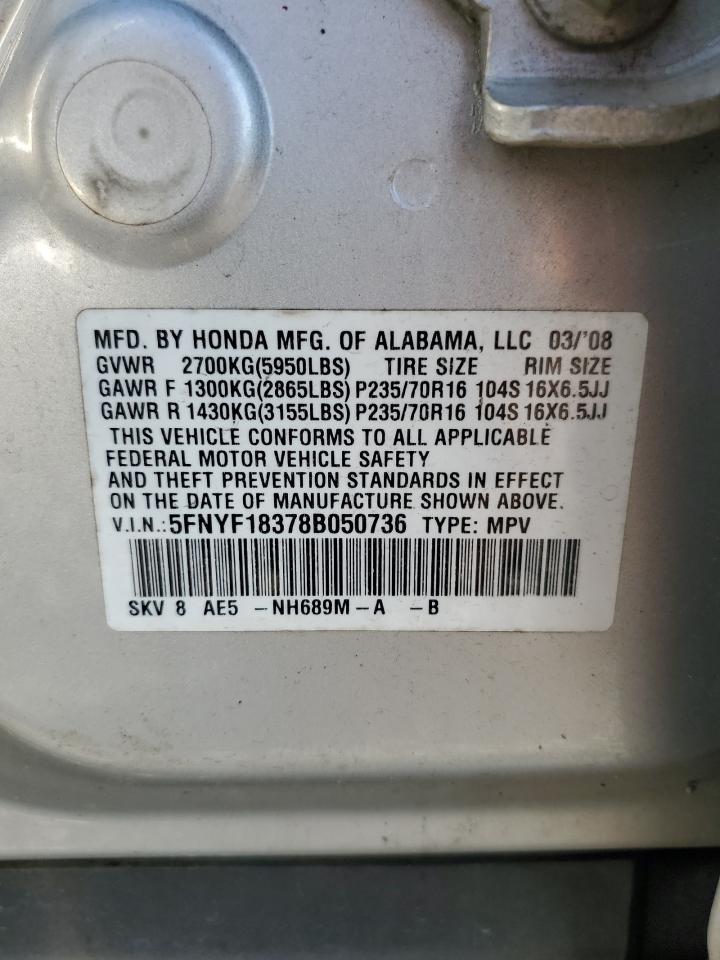 MFD. BY HONDA MFG. OF ALABAMA, LLC 03/'08
GVWR 2700KG(5950LBS) TIRE SIZE RIM SIZE
GAWR F 1300KG(2865LBS) P235/70R16 104S 16X6.5JJ
GAWR R 1430KG(3155LBS) P235/70R16 104S 16X6.5JJ
THIS VEHICLE CONFORMS TO ALL APPLICABLE
FEDERAL MOTOR VEHICLE SAFETY
AND THEFT PREVENTION STANDARDS IN EFFECT
ON THE DATE OF MANUFACTURE SHOWN ABOVE.
V.I.N.:5FNYF18378B050736 TYPE: MPV
SKV 8 AE5 -NH689M-A -B